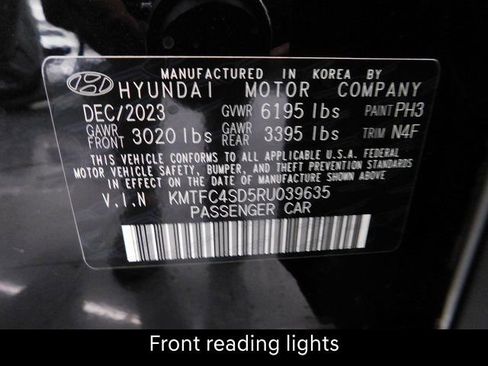 MANUFACTURED IN KOREA BY
HYUNDAI MOTOR COMPANY
DEC/2023 GVWR 6195 lbs PAINT PH3
GAWR FRONT 3020 lbs GAWR REAR 3395 lbs TRIM N4F
THIS VEHICLE CONFORMS TO ALL APPLICABLE U.S.A. FEDERAL
MOTOR VEHICLE SAFETY, BUMPER, AND THEFT PREVENTION STANDARDS
IN EFFECT ON THE DATE OF MANUFACTURE SHOWN ABOVE.
V.I.N KMTFC4SD5RU039635
PASSENGER CAR
Front reading lights